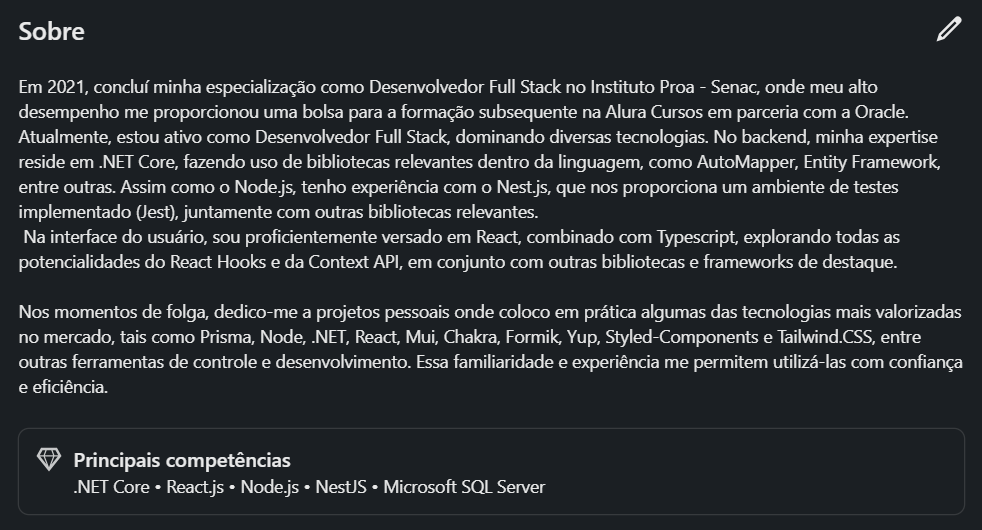 Sobre
Em 2021, concluí minha especialização como Desenvolvedor Full Stack no Instituto Proa - Senac, onde meu alto
desempenho me proporcionou uma bolsa para a formação subsequente na Alura Cursos em parceria com a Oracle.
Atualmente, estou ativo como Desenvolvedor Full Stack, dominando diversas tecnologias. No backend, minha expertise
reside em .NET Core, fazendo uso de bibliotecas relevantes dentro da linguagem, como AutoMapper, Entity Framework,
entre outras. Assim como o Node.js, tenho experiência com o Nest.js, que nos proporciona um ambiente de testes
implementado (Jest), juntamente com outras bibliotecas relevantes.
Na interface do usuário, sou proficientemente versado em React, combinado com Typescript, explorando todas as
potencialidades do React Hooks e da Context API, em conjunto com outras bibliotecas e frameworks de destaque.
Nos momentos de folga, dedico-me a projetos pessoais onde coloco em prática algumas das tecnologias mais valorizadas
no mercado, tais como Prisma, Node, .NET, React, Mui, Chakra, Formik, Yup, Styled-Components e Tailwind.CSS, entre
outras ferramentas de controle e desenvolvimento. Essa familiaridade e experiência me permitem utilizá-las com confiança
e eficiência.
Principais competências
.NET Core • React.js • Node.js • NestJS • Microsoft SQL Server